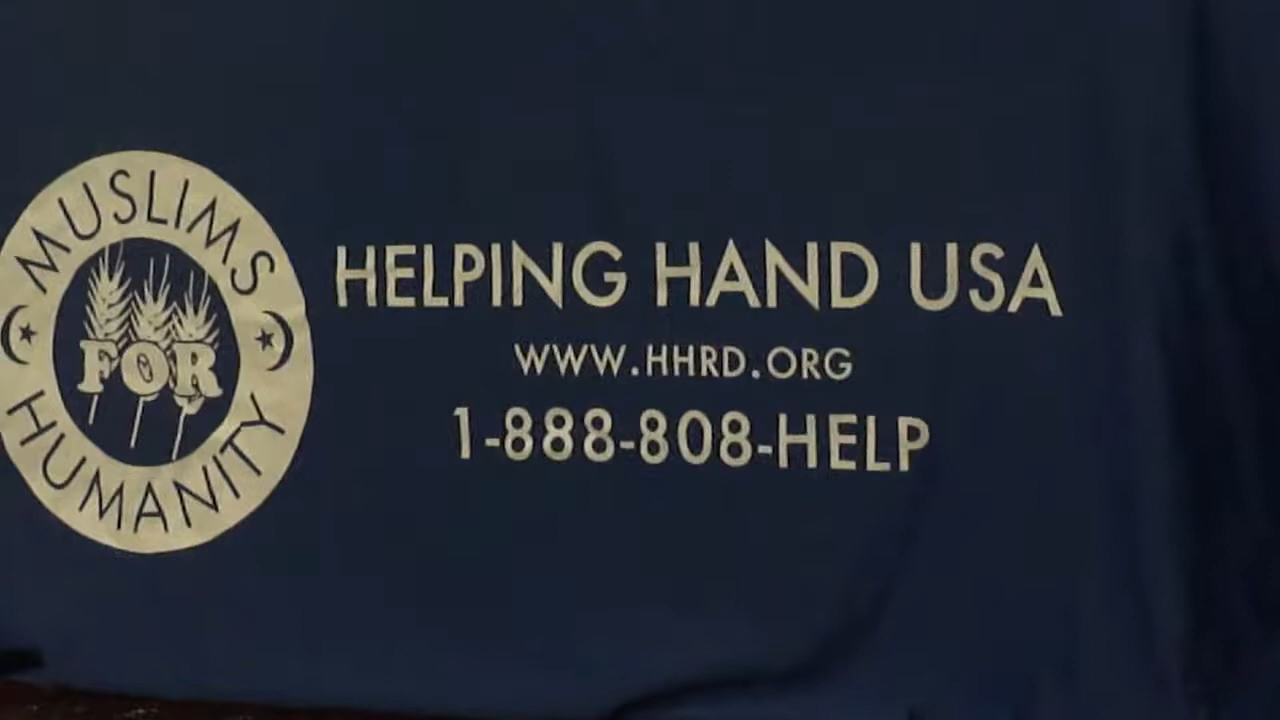 MUSLIMS
FOR
HUMANITY
HELPING HAND USA
WWW.HHRD.ORG
1-888-808-HELP